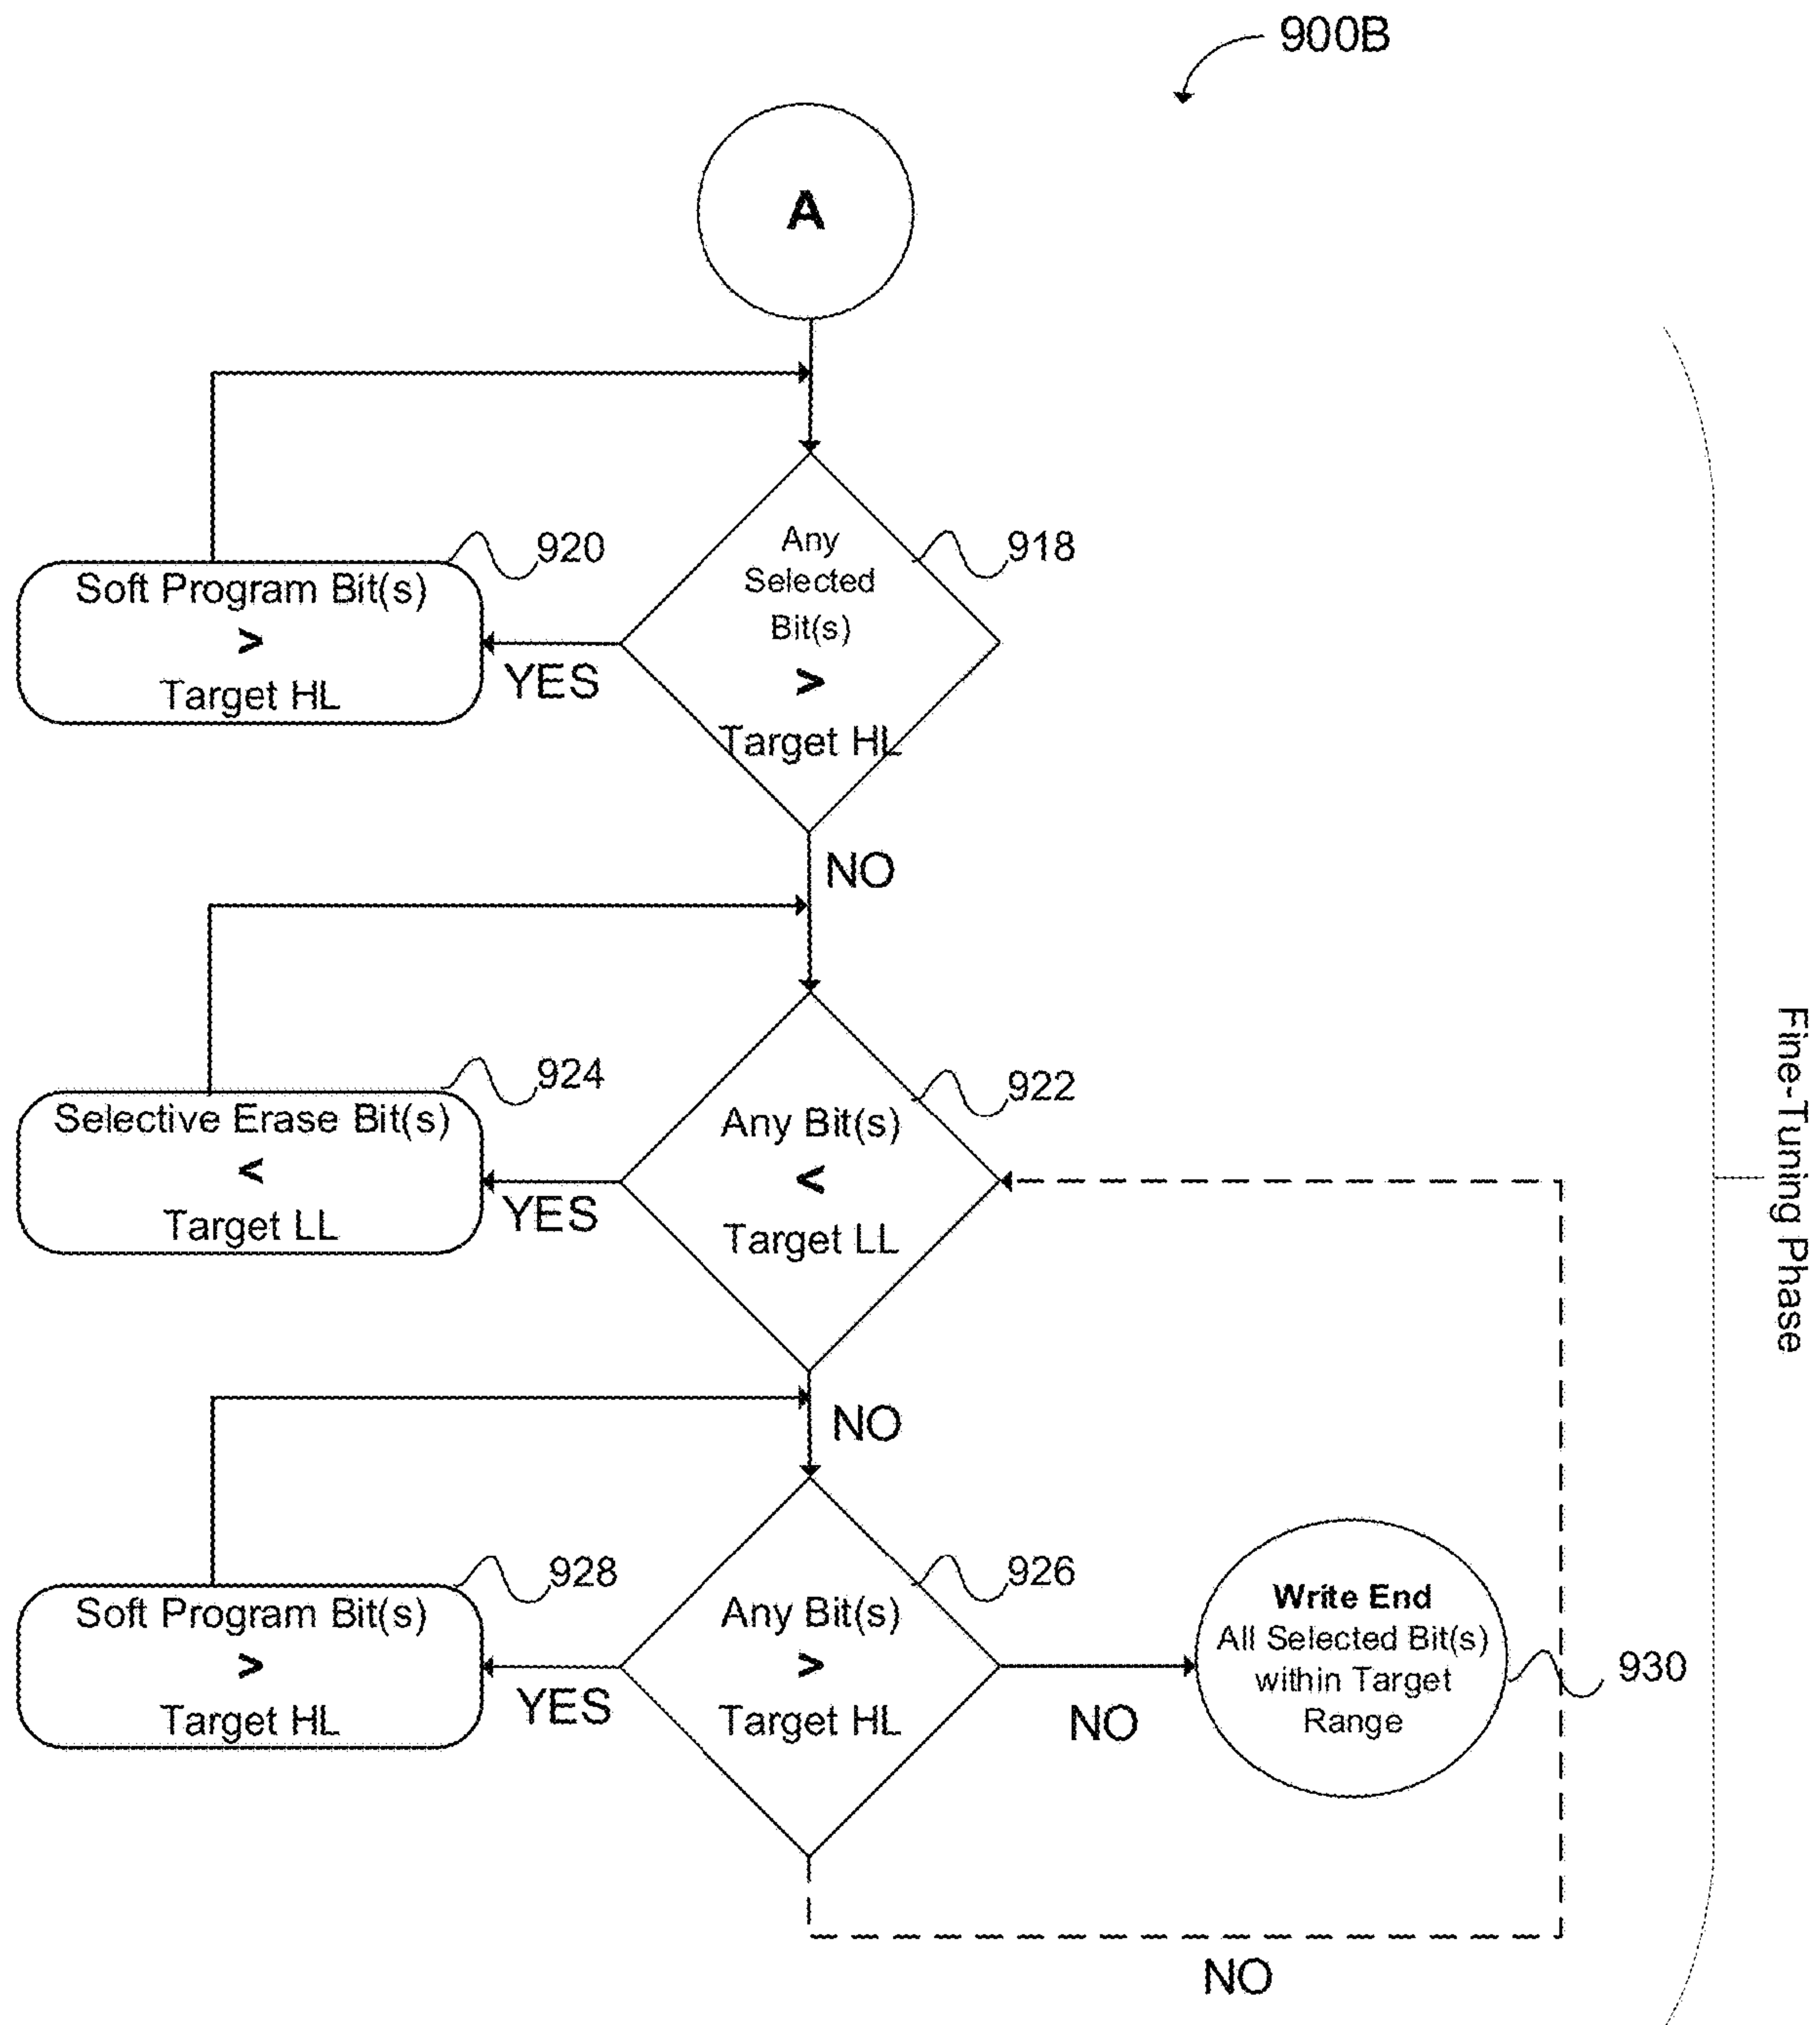 900B
A
920
Soft Program Bit(s)
>
Target HL
YES
918
Any
Selected
Bit(s)
>
Target HL
NO
924
Selective Erase Bit(s)
<
Target LL
YES
922
Any Bit(s)
<
Target LL
NO
928
Soft Program Bit(s)
>
Target HL
YES
926
Any Bit(s)
>
Target HL
NO
Write End
All Selected Bit(s)
within Target
Range
930
NO
Fine-Tuning Phase